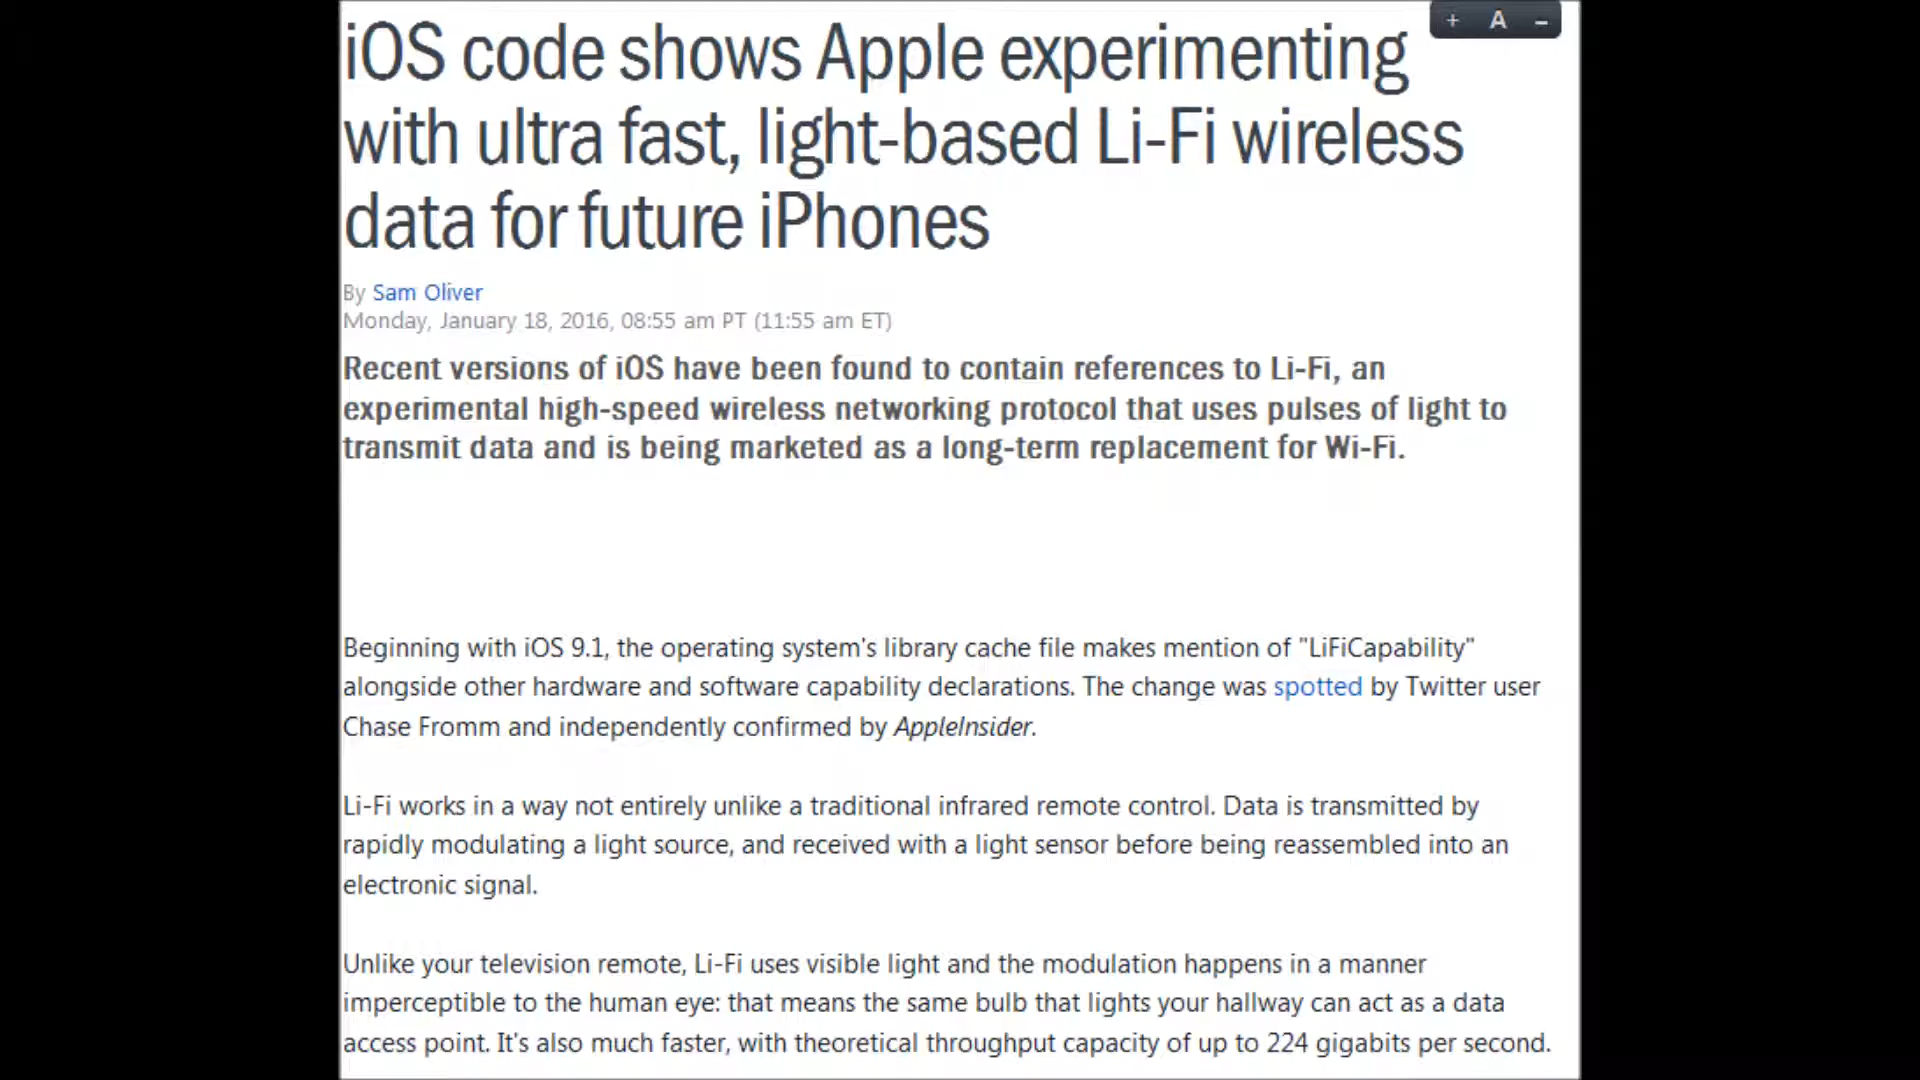 + A –
iOS code shows Apple experimenting
with ultra fast, light-based Li-Fi wireless
data for future iPhones
By Sam Oliver
Monday, January 18, 2016, 08:55 am PT (11:55 am ET)
Recent versions of iOS have been found to contain references to Li-Fi, an
experimental high-speed wireless networking protocol that uses pulses of light to
transmit data and is being marketed as a long-term replacement for Wi-Fi.
Beginning with iOS 9.1, the operating system's library cache file makes mention of "LiFiCapability"
alongside other hardware and software capability declarations. The change was spotted by Twitter user
Chase Fromm and independently confirmed by AppleInsider.
Li-Fi works in a way not entirely unlike a traditional infrared remote control. Data is transmitted by
rapidly modulating a light source, and received with a light sensor before being reassembled into an
electronic signal.
Unlike your television remote, Li-Fi uses visible light and the modulation happens in a manner
imperceptible to the human eye: that means the same bulb that lights your hallway can act as a data
access point. It's also much faster, with theoretical throughput capacity of up to 224 gigabits per second.